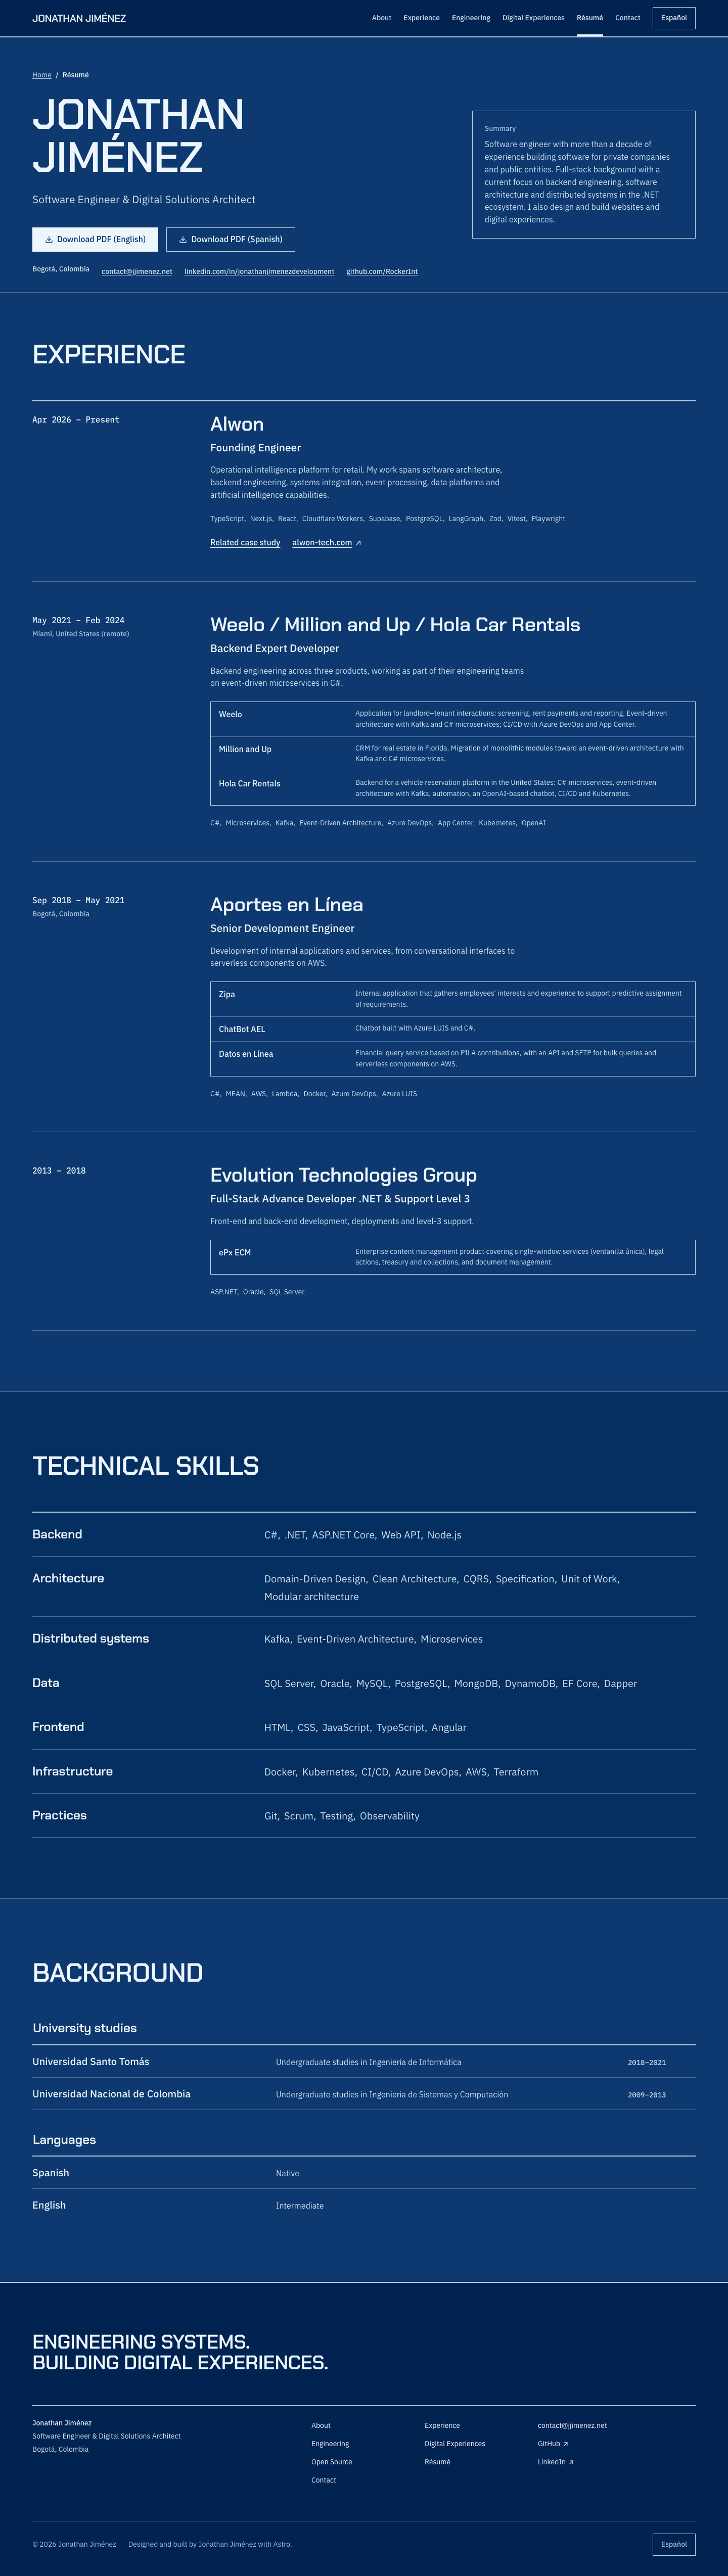 JONATHAN JIMÉNEZ
About Experience Engineering Digital Experiences Résumé Contact Español
Home / Résumé
JONATHAN
JIMÉNEZ
Software Engineer & Digital Solutions Architect
Download PDF (English) Download PDF (Spanish)
Bogotá, Colombia contact@jjimenez.net linkedin.com/in/jonathanjimenezdevelopment github.com/RockerInt
Summary
Software engineer with more than a decade of
experience building software for private companies
and public entities. Full-stack background with a
current focus on backend engineering, software
architecture and distributed systems in the .NET
ecosystem. I also design and build websites and
digital experiences.
EXPERIENCE
Apr 2026 – Present
Alwon
Founding Engineer
Operational intelligence platform for retail. My work spans software architecture,
backend engineering, systems integration, event processing, data platforms and
artificial intelligence capabilities.
TypeScript, Next.js, React, Cloudflare Workers, Supabase, PostgreSQL, LangGraph, Zod, Vitest, Playwright
Related case study alwon-tech.com ↗
May 2021 – Feb 2024
Miami, United States (remote)
Weelo / Million and Up / Hola Car Rentals
Backend Expert Developer
Backend engineering across three products, working as part of their engineering teams
on event-driven microservices in C#.
Weelo
Application for landlord–tenant interactions: screening, rent payments and reporting. Event-driven
architecture with Kafka and C# microservices; CI/CD with Azure DevOps and App Center.
Million and Up
CRM for real estate in Florida. Migration of monolithic modules toward an event-driven architecture with
Kafka and C# microservices.
Hola Car Rentals
Backend for a vehicle reservation platform in the United States: C# microservices, event-driven
architecture with Kafka, automation, an OpenAI-based chatbot, CI/CD and Kubernetes.
C#, Microservices, Kafka, Event-Driven Architecture, Azure DevOps, App Center, Kubernetes, OpenAI
Sep 2018 – May 2021
Bogotá, Colombia
Aportes en Línea
Senior Development Engineer
Development of internal applications and services, from conversational interfaces to
serverless components on AWS.
Zipa
Internal application that gathers employees' interests and experience to support predictive assignment
of requirements.
ChatBot AEL
Chatbot built with Azure LUIS and C#.
Datos en Línea
Financial query service based on PILA contributions, with an API and SFTP for bulk queries and
serverless components on AWS.
C#, MEAN, AWS, Lambda, Docker, Azure DevOps, Azure LUIS
2013 – 2018
Evolution Technologies Group
Full-Stack Advance Developer .NET & Support Level 3
Front-end and back-end development, deployments and level-3 support.
ePx ECM
Enterprise content management product covering single-window services (ventanilla única), legal
actions, treasury and collections, and document management.
ASP.NET, Oracle, SQL Server
TECHNICAL SKILLS
Backend C#, .NET, ASP.NET Core, Web API, Node.js
Architecture Domain-Driven Design, Clean Architecture, CQRS, Specification, Unit of Work,
Modular architecture
Distributed systems Kafka, Event-Driven Architecture, Microservices
Data SQL Server, Oracle, MySQL, PostgreSQL, MongoDB, DynamoDB, EF Core, Dapper
Frontend HTML, CSS, JavaScript, TypeScript, Angular
Infrastructure Docker, Kubernetes, CI/CD, Azure DevOps, AWS, Terraform
Practices Git, Scrum, Testing, Observability
BACKGROUND
University studies
Universidad Santo Tomás Undergraduate studies in Ingeniería de Informática 2018–2021
Universidad Nacional de Colombia Undergraduate studies in Ingeniería de Sistemas y Computación 2009–2013
Languages
Spanish Native
English Intermediate
ENGINEERING SYSTEMS.
BUILDING DIGITAL EXPERIENCES.
Jonathan Jiménez
Software Engineer & Digital Solutions Architect
Bogotá, Colombia
About Experience contact@jjimenez.net
Engineering Digital Experiences GitHub ↗
Open Source Résumé LinkedIn ↗
Contact
© 2026 Jonathan Jiménez Designed and built by Jonathan Jiménez with Astro. Español